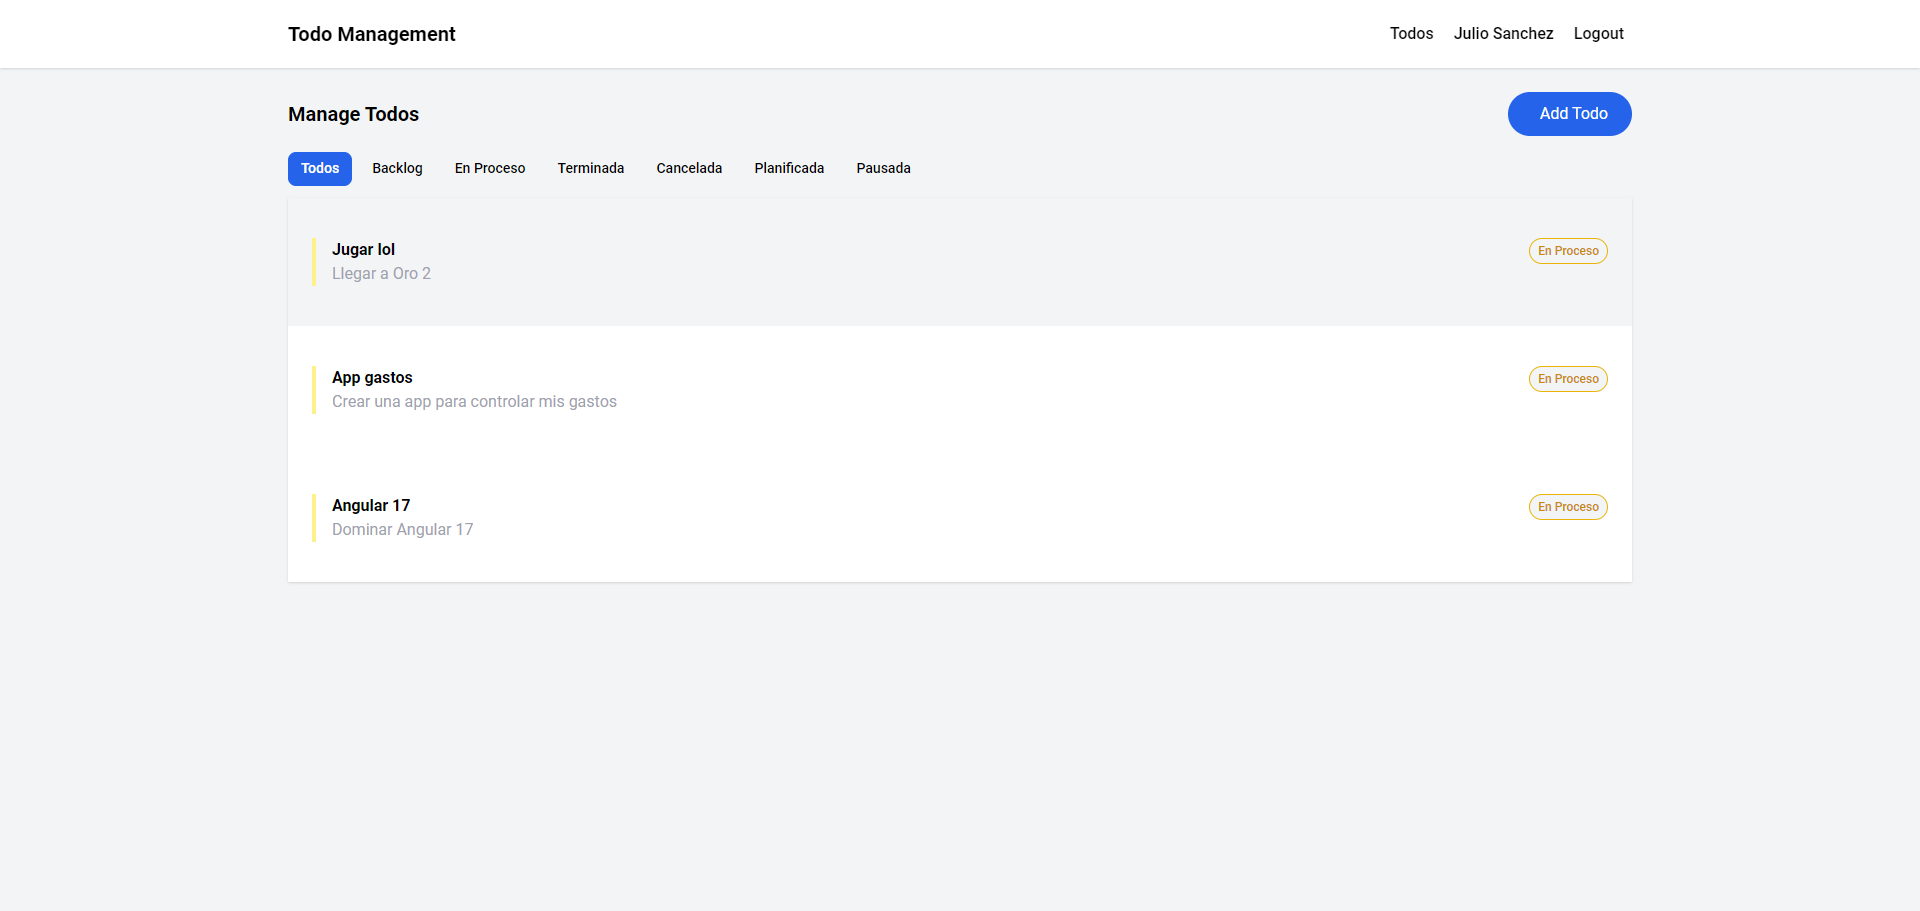 Todo Management
Todos Julio Sanchez Logout
Manage Todos
Add Todo
Todos Backlog En Proceso Terminada Cancelada Planificada Pausada
Jugar lol
En Proceso
Llegar a Oro 2
App gastos
En Proceso
Crear una app para controlar mis gastos
Angular 17
En Proceso
Dominar Angular 17